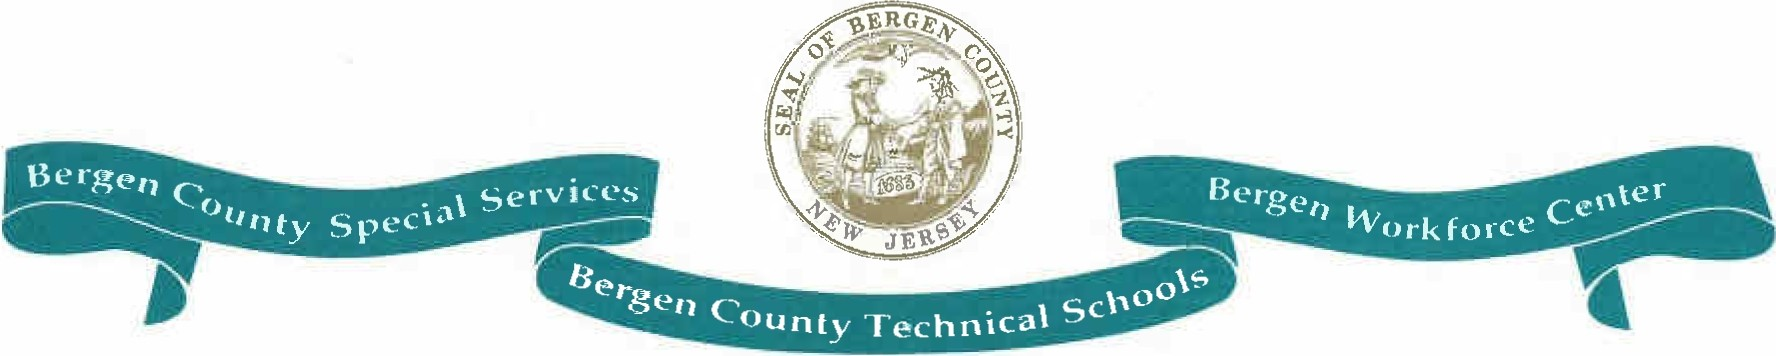 SEAL OF BERGEN COUNTY
NEW JERSEY
1683
Bergen County Special Services
Bergen County Technical Schools
Bergen Workforce Center